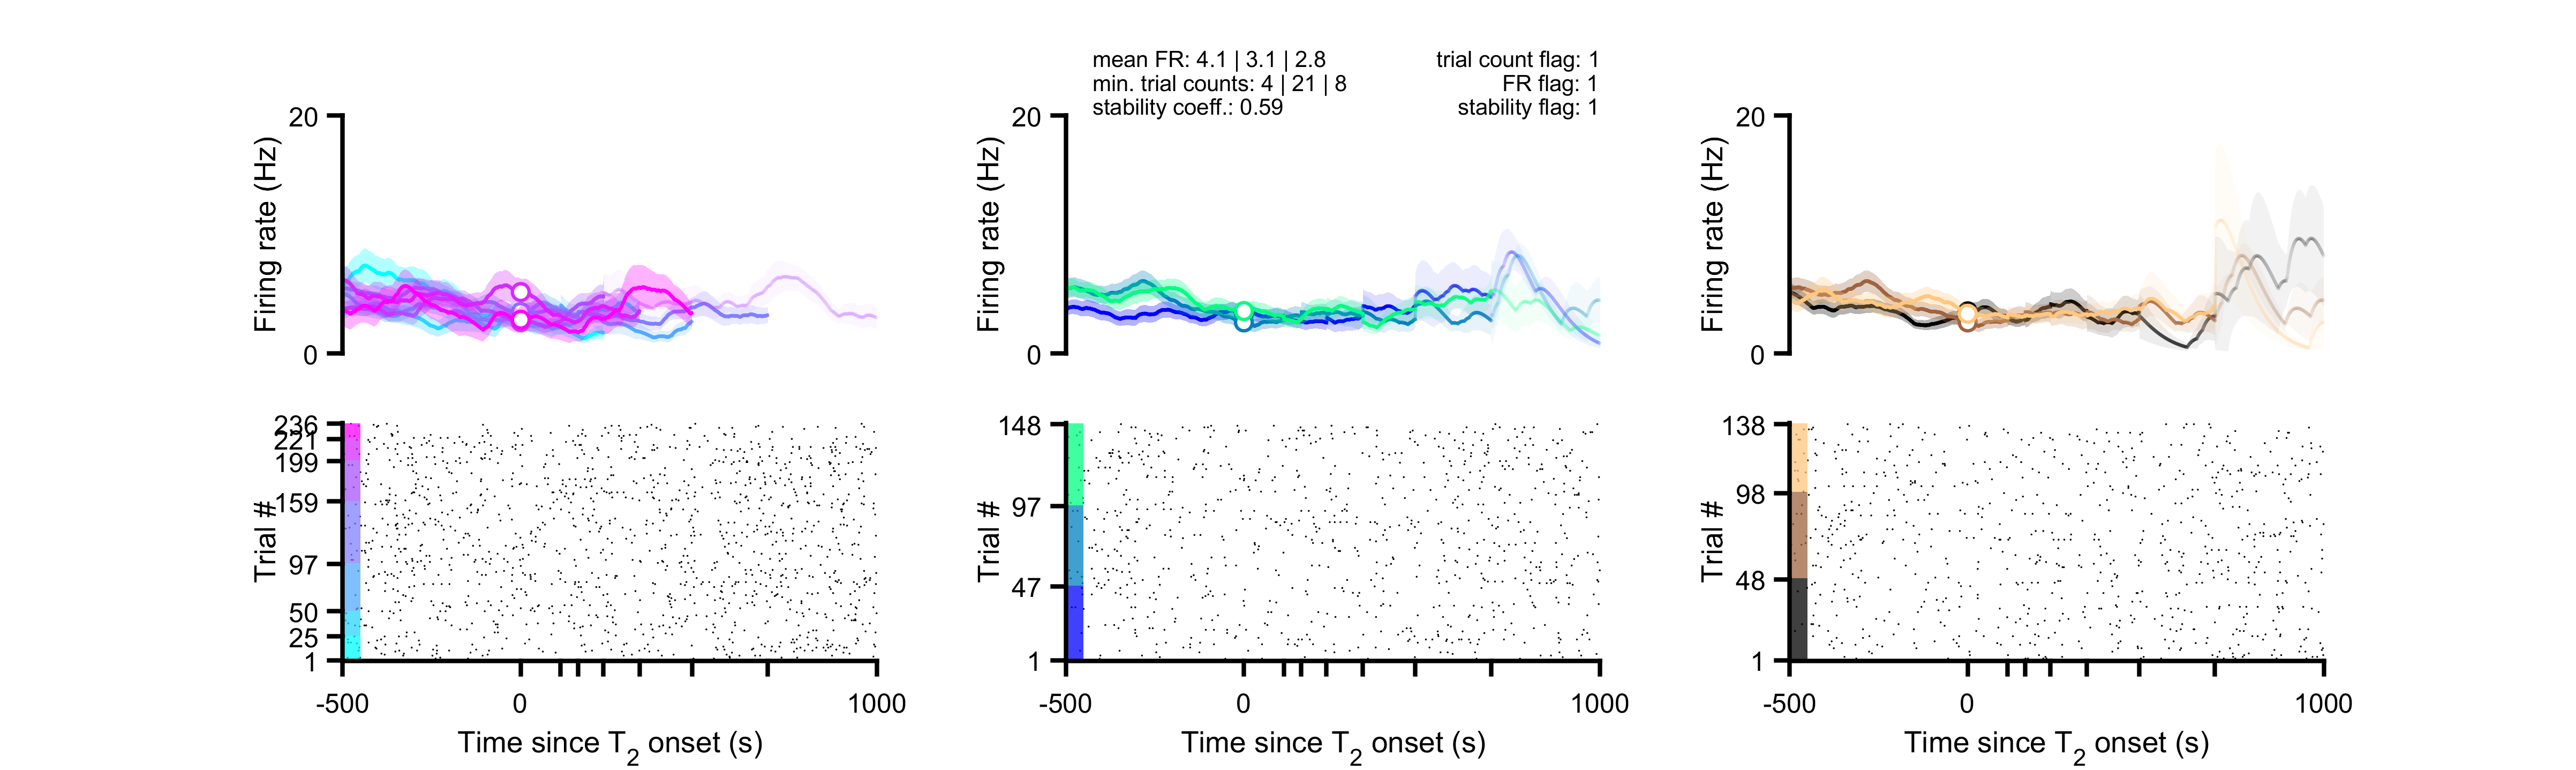 mean FR: 4.1 | 3.1 | 2.8
min. trial counts: 4 | 21 | 8
stability coeff.: 0.59
trial count flag: 1
FR flag: 1
stability flag: 1
20
0
Firing rate (Hz)
20
0
Firing rate (Hz)
20
0
Firing rate (Hz)
236
221
199
159
97
50
25
1
Trial #
-500
0
1000
Time since T2 onset (s)
148
97
47
1
Trial #
-500
0
1000
Time since T2 onset (s)
138
98
48
1
Trial #
-500
0
1000
Time since T2 onset (s)